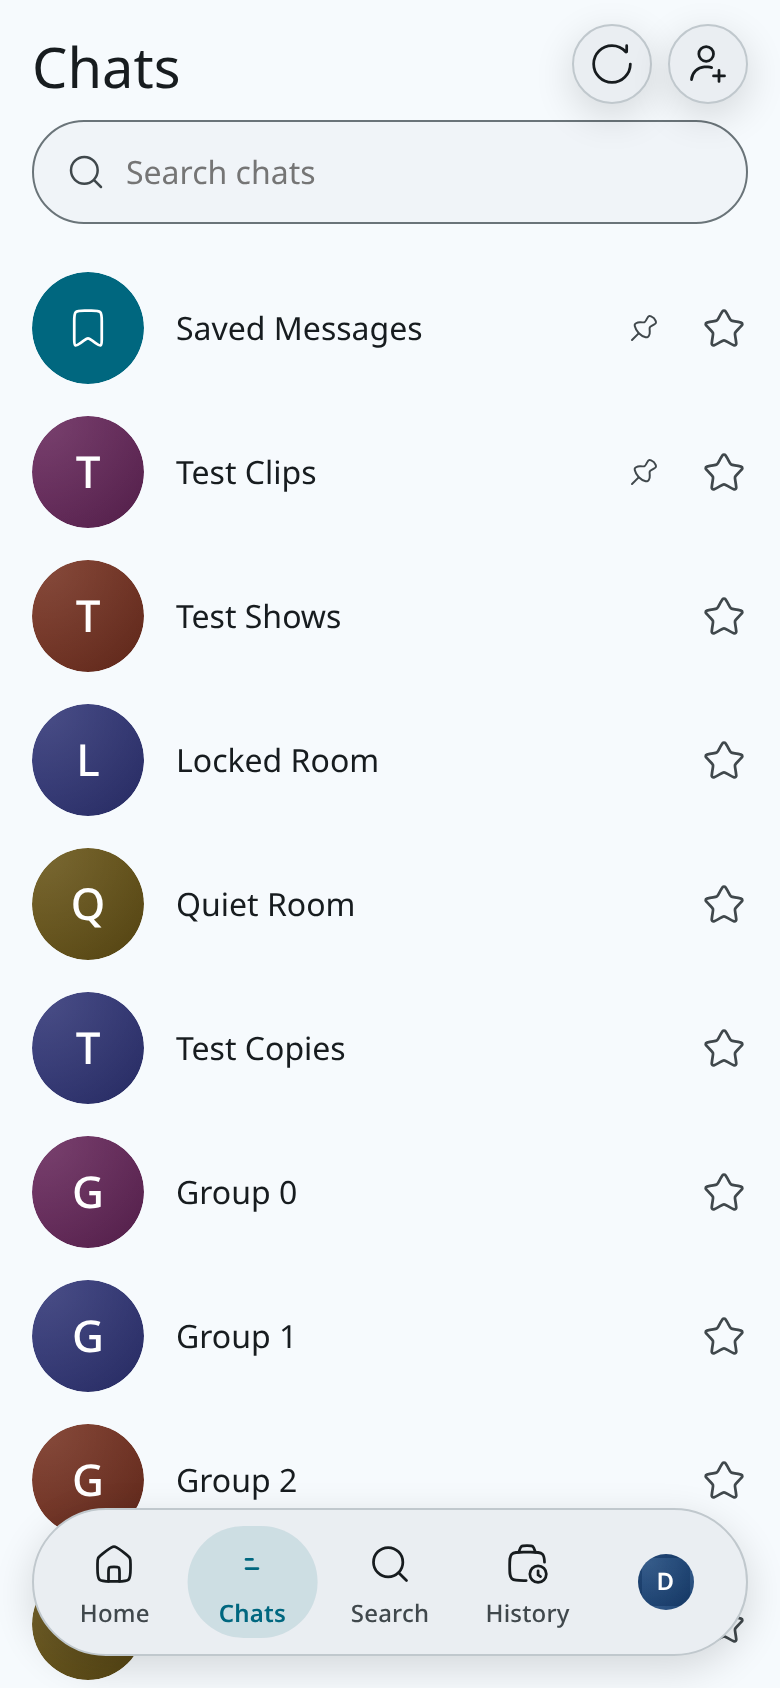 Chats
Search chats
Saved Messages
T
Test Clips
T
Test Shows
L
Locked Room
Q
Quiet Room
T
Test Copies
G
Group 0
G
Group 1
G
Group 2
Home
Chats
Search
History
D